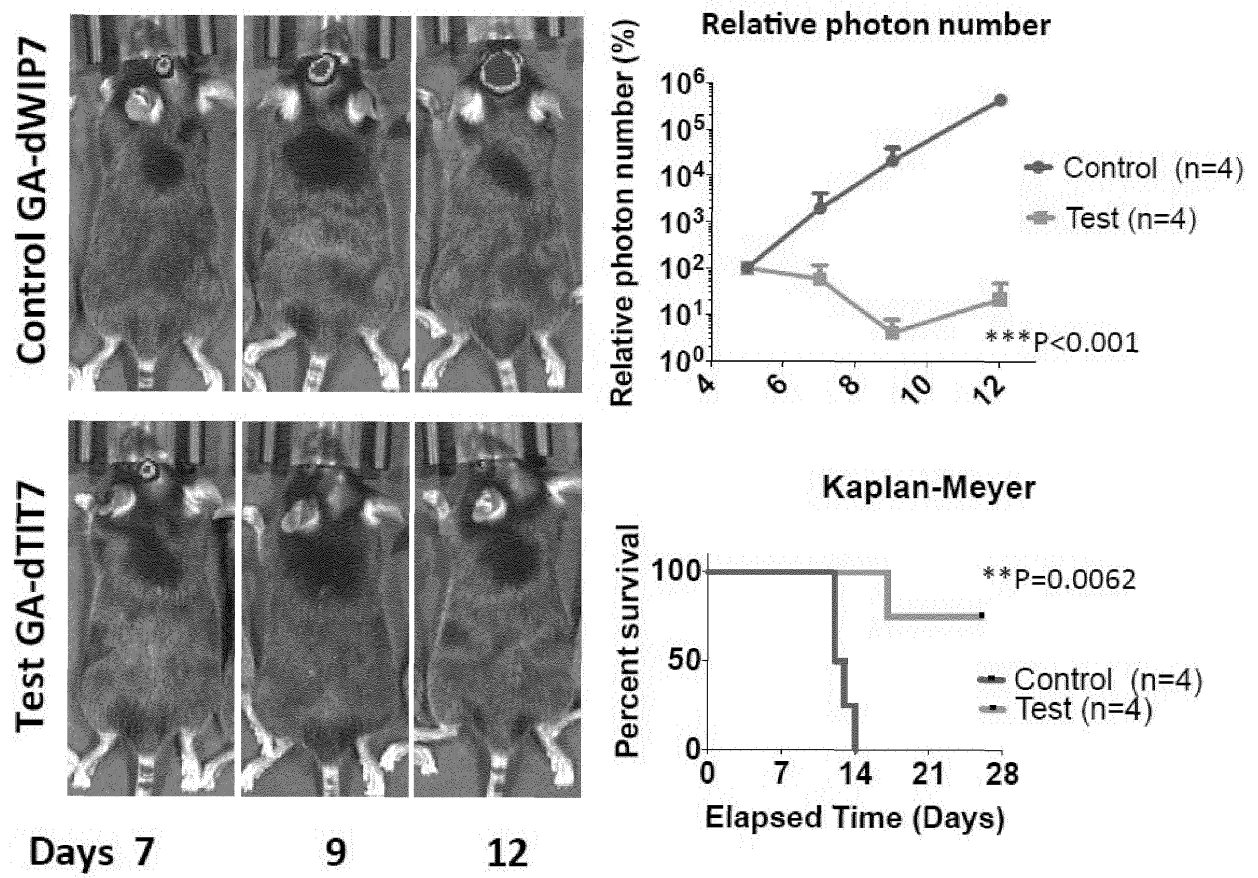 Control GA-dWIP7
Test GA-dTIT7
Days 7 9 12
Relative photon number
Relative photon number (%)
10⁶
10⁵
10⁴
10³
10²
10¹
10⁰
4 6 8 10 12
Control (n=4)
Test (n=4)
***P<0.001
Kaplan-Meyer
Percent survival
100
50
0
0 7 14 21 28
Elapsed Time (Days)
**P=0.0062
Control (n=4)
Test (n=4)